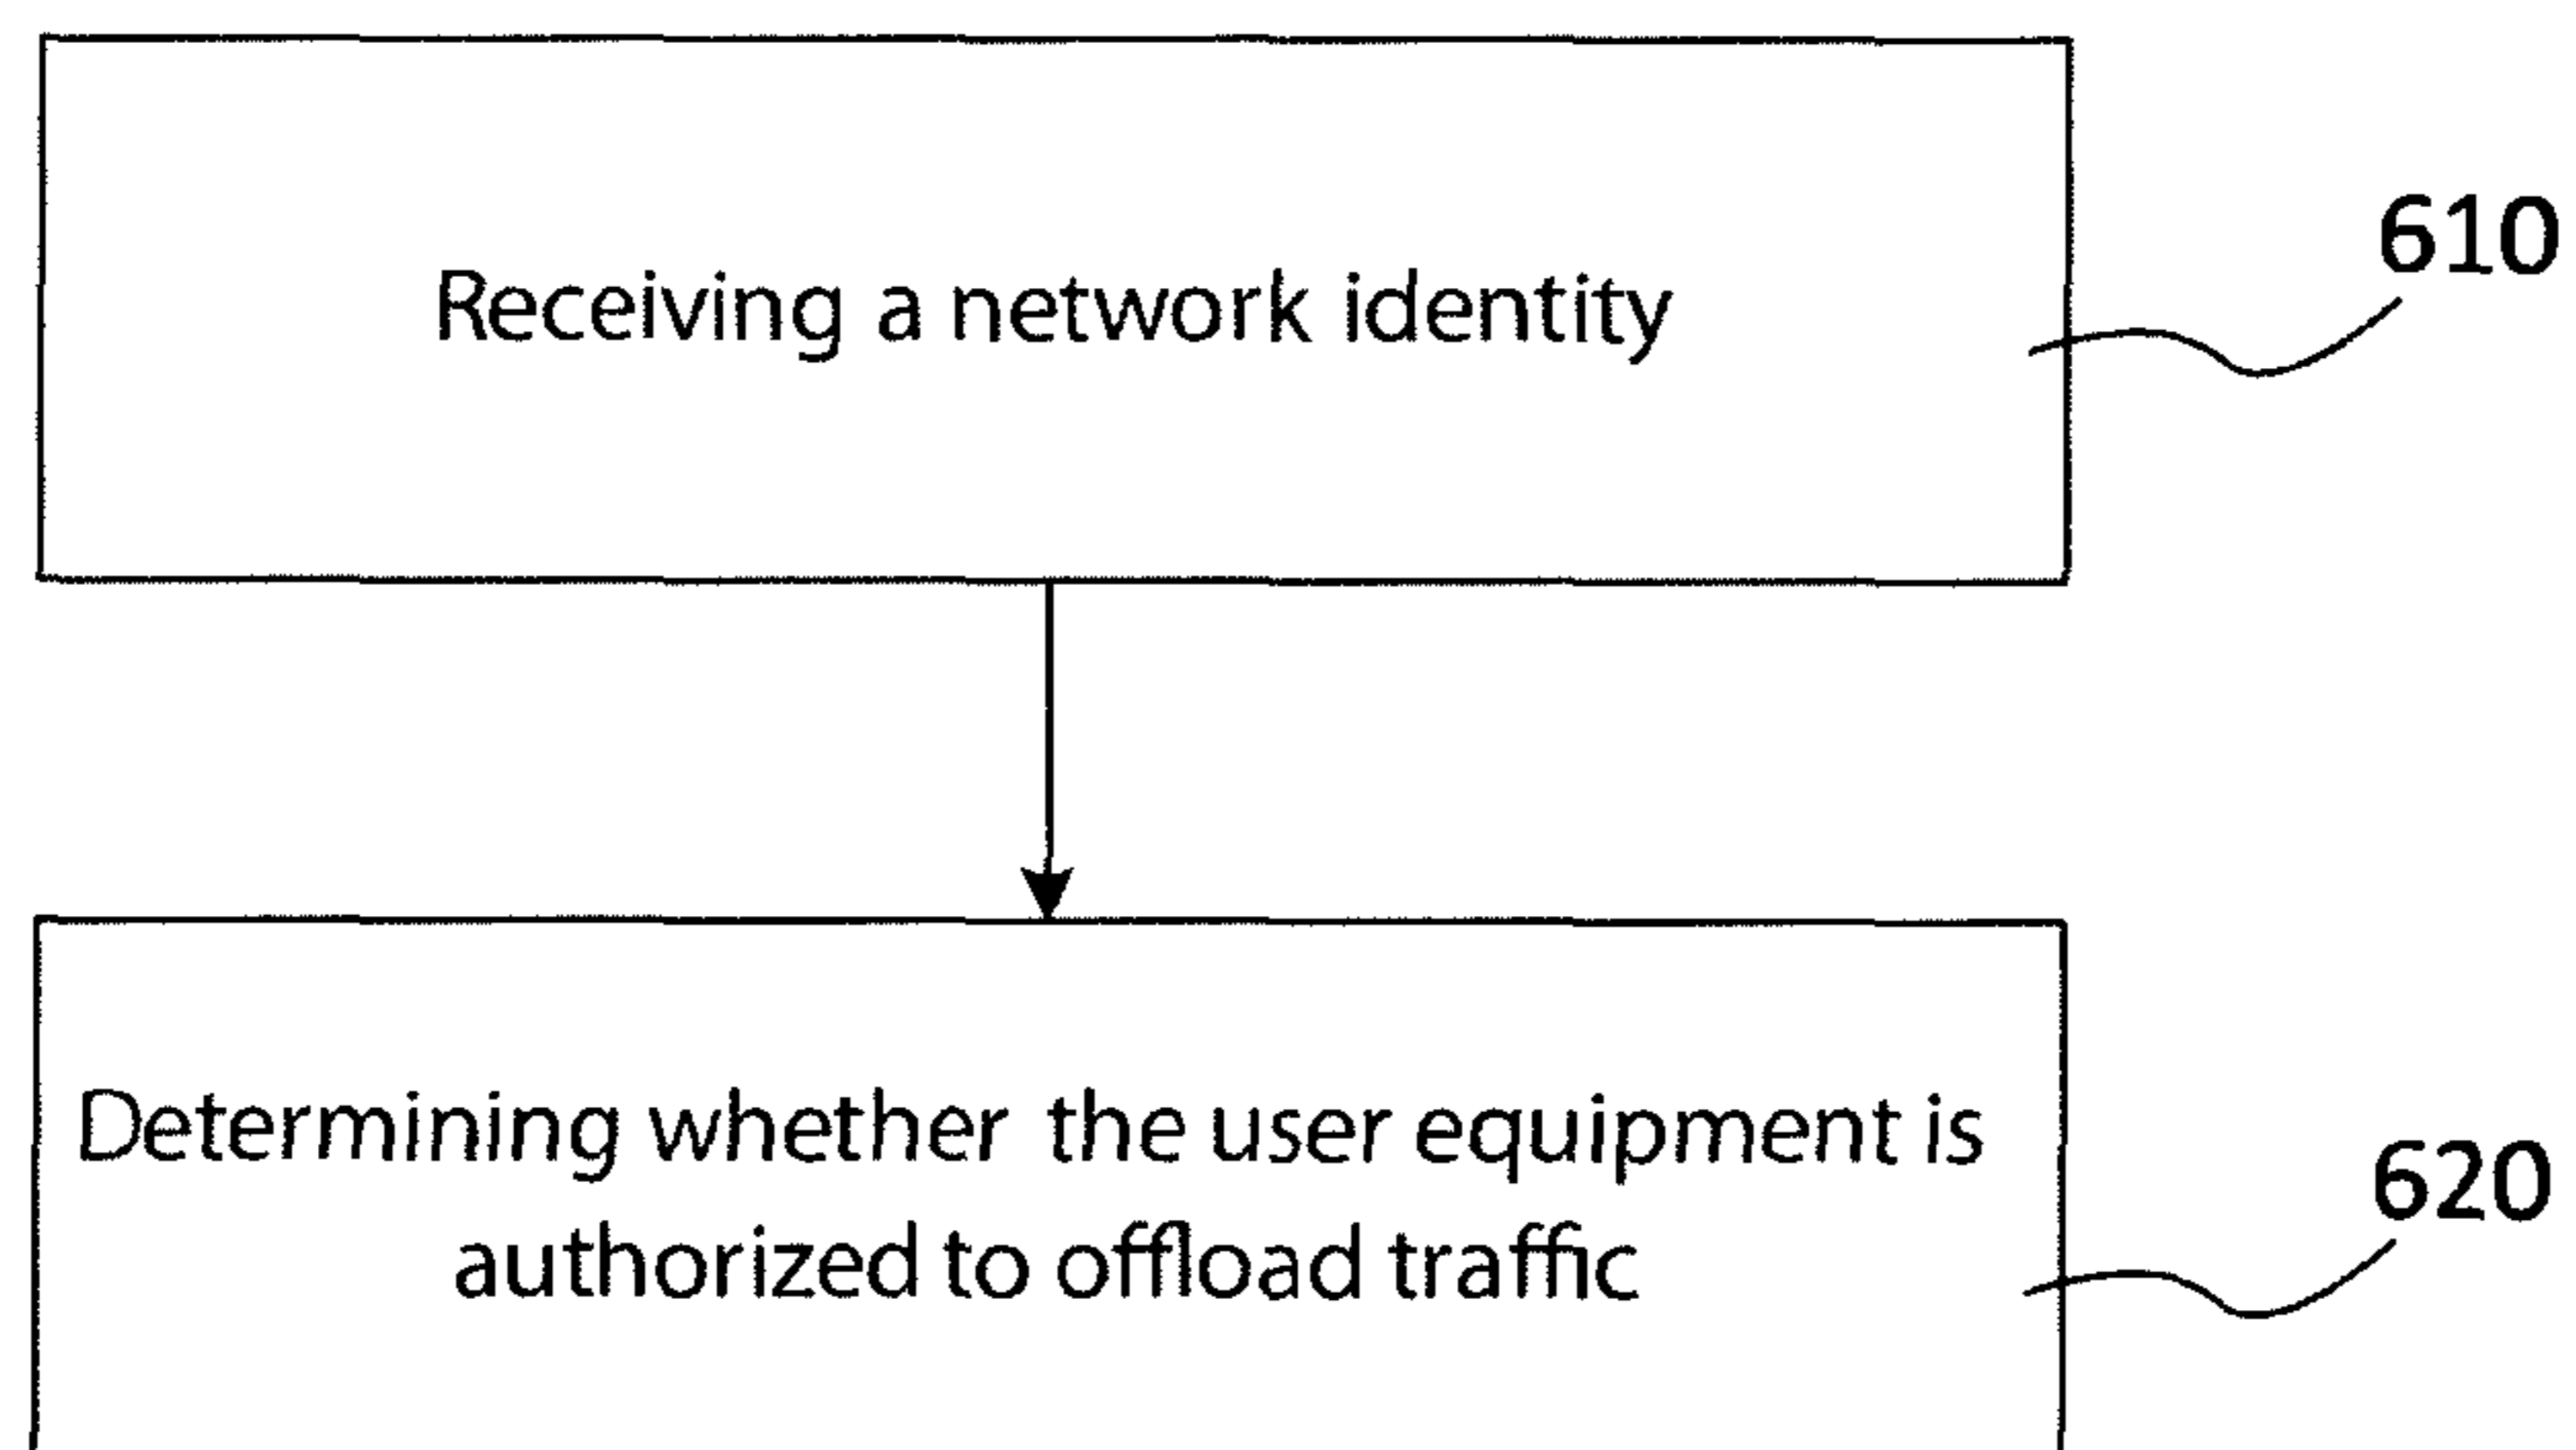 Receiving a network identity
610
Determining whether the user equipment is
authorized to offload traffic
620